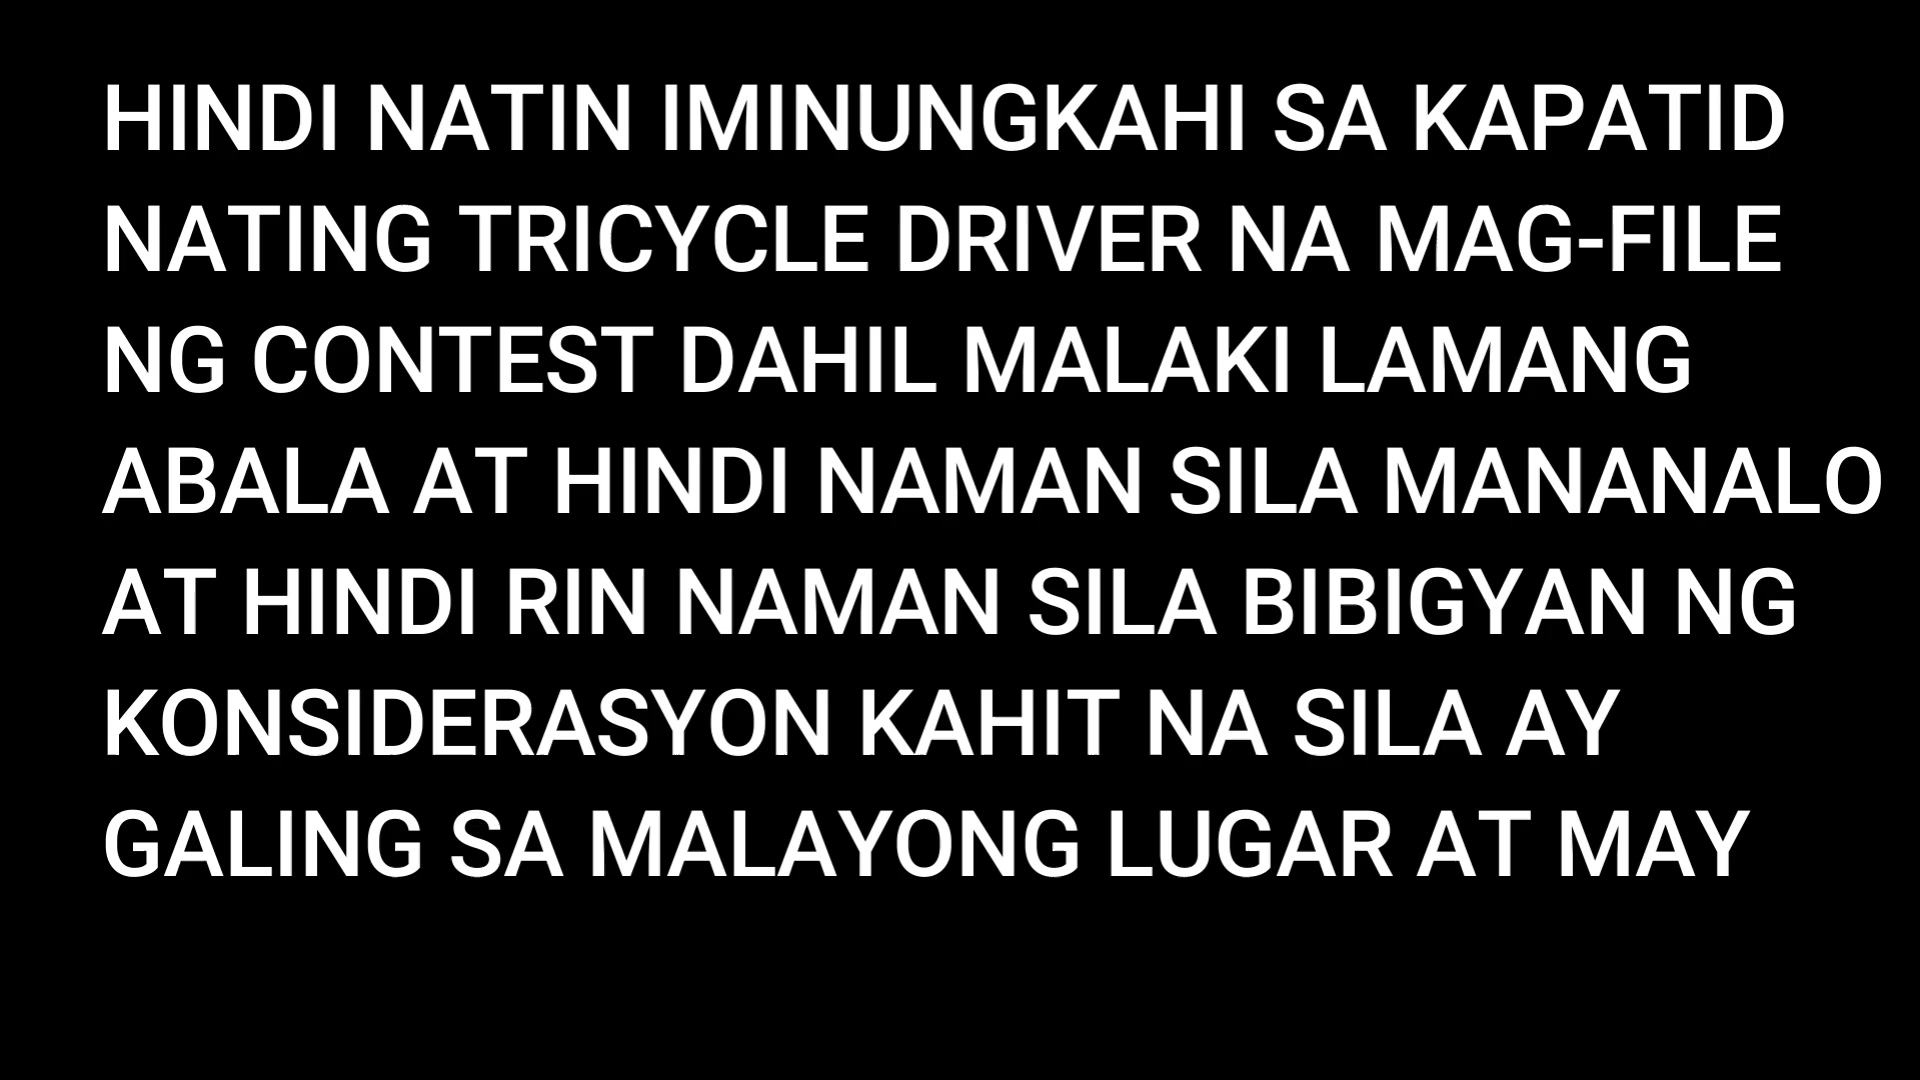 HINDI NATIN IMINUNGKAHI SA KAPATID
NATING TRICYCLE DRIVER NA MAG-FILE
NG CONTEST DAHIL MALAKI LAMANG
ABALA AT HINDI NAMAN SILA MANANALO
AT HINDI RIN NAMAN SILA BIBIGYAN NG
KONSIDERASYON KAHIT NA SILA AY
GALING SA MALAYONG LUGAR AT MAY